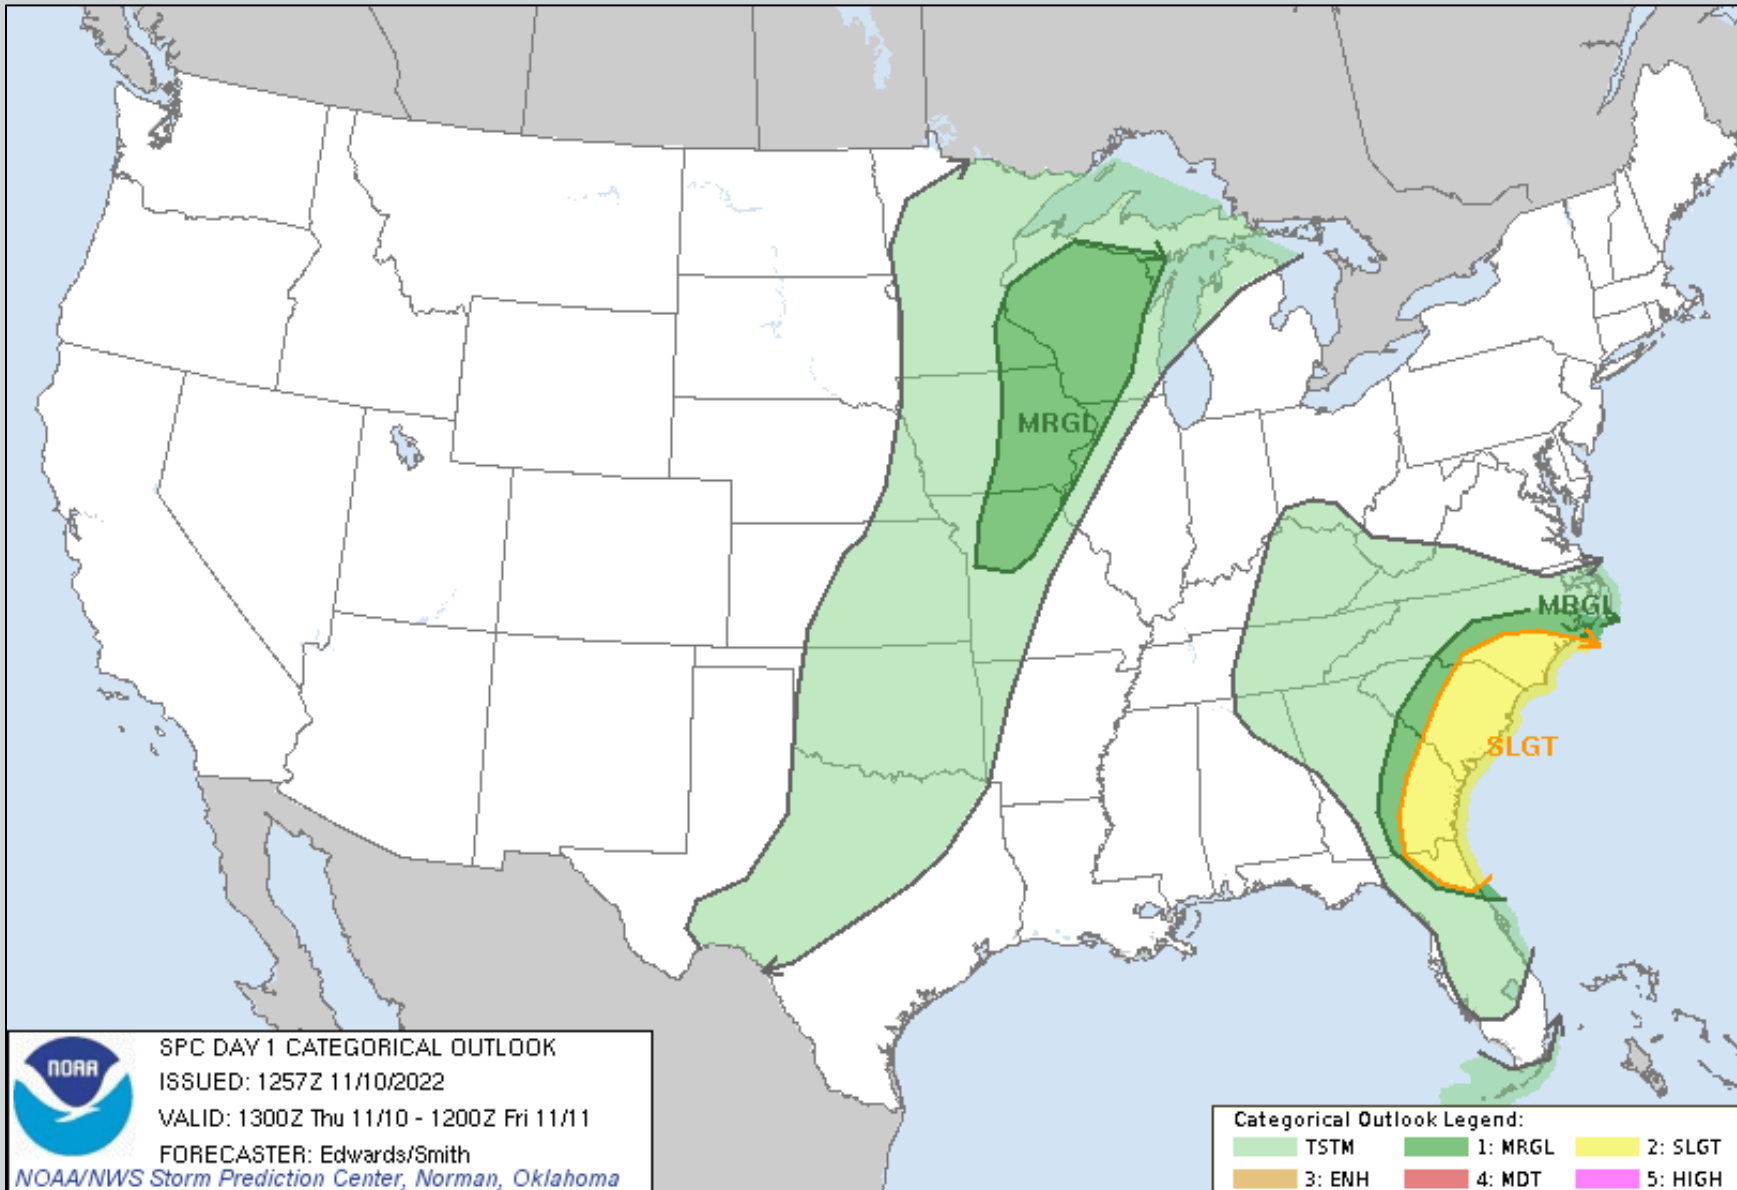 MRGL
MRGL
SLGT
NOAA
SPC DAY 1 CATEGORICAL OUTLOOK
ISSUED: 1257Z 11/10/2022
VALID: 1300Z Thu 11/10 - 1200Z Fri 11/11
FORECASTER: Edwards/Smith
NOAA/NWS Storm Prediction Center, Norman, Oklahoma
Categorical Outlook Legend:
TSTM 1: MRGL 2: SLGT
3: ENH 4: MDT 5: HIGH